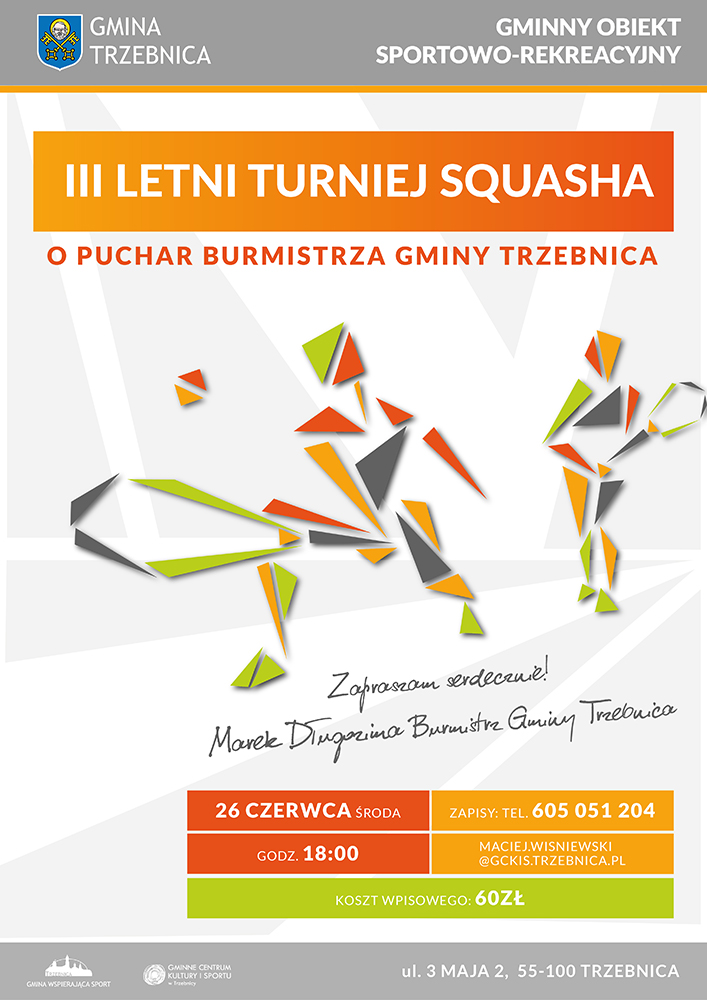 GMINA
TRZEBNICA
GMINNY OBIEKT
SPORTOWO-REKREACYJNY
III LETNI TURNIEJ SQUASHA
O PUCHAR BURMISTRZA GMINY TRZEBNICA
Zapraszam serdecznie!
Marek Długozima Burmistrz Gminy Trzebnica
26 CZERWCA ŚRODA
ZAPISY: TEL. 605 051 204
GODZ. 18:00
MACIEJ.WISNIEWSKI
@GCKIS.TRZEBNICA.PL
KOSZT WPISOWEGO: 60ZŁ
TRZEBNICA
GMINA WSPIERAJĄCA SPORT
GMINNE CENTRUM
KULTURY I SPORTU
w Trzebnicy
ul. 3 MAJA 2, 55-100 TRZEBNICA